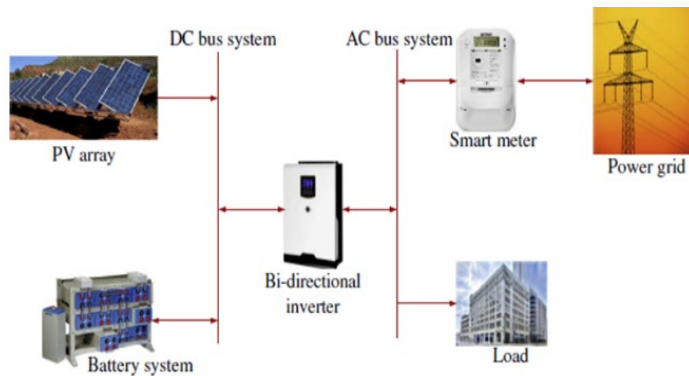 DC bus system
AC bus system
PV array
Smart meter
Power grid
Bi-directional
inverter
Battery system
Load